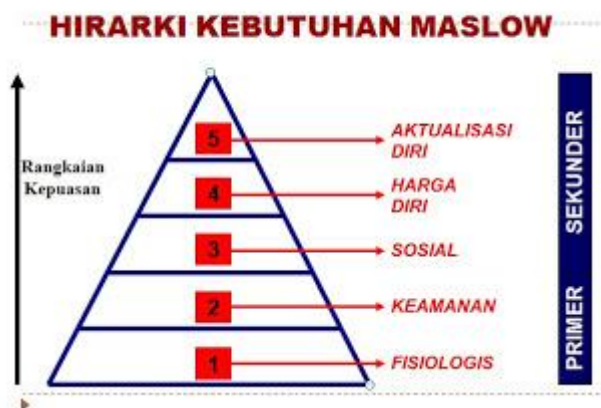 HIRARKI KEBUTUHAN MASLOW
Rangkaian
Kepuasan
5
AKTUALISASI
DIRI
4
HARGA
DIRI
3
SOSIAL
2
KEAMANAN
1
FISIOLOGIS
SEKUNDER
PRIMER